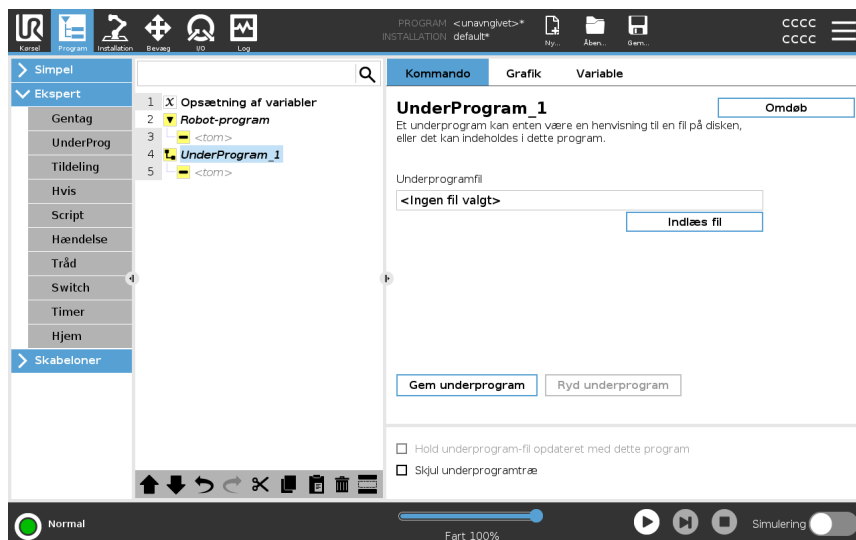 PROGRAM <unavngivet>*
INSTALLATION default*
CCCC
CCCC
UR
Kørsel
Program
Installation
Bevæg
I/O
Log
Ny...
Åben...
Gem...
Simpel
Ekspert
Gentag
UnderProg
Tildeling
Hvis
Script
Hændelse
Tråd
Switch
Timer
Hjem
Skabeloner
1 X Opsætning af variabler
2 Robot-program
3 <tom>
4 UnderProgram_1
5 <tom>
Kommando Grafik Variable
UnderProgram_1
Omdøb
Et underprogram kan enten være en henvisning til en fil på disken,
eller det kan indeholdes i dette program.
Underprogramfil
<Ingen fil valgt>
Indlæs fil
Gem underprogram
Ryd underprogram
Hold underprogram-fil opdateret med dette program
Skjul underprogramtræ
Normal
Fart 100%
Simulering